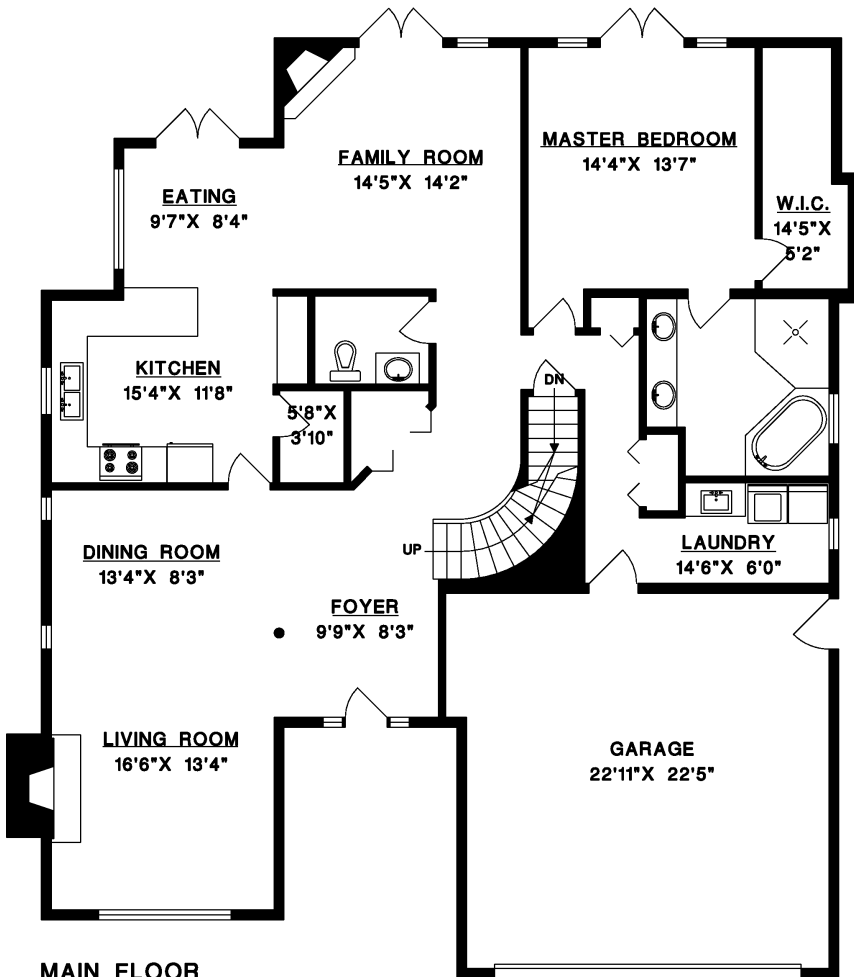 MASTER BEDROOM
14'4"X 13'7"
FAMILY ROOM
14'5"X 14'2"
EATING
9'7"X 8'4"
W.I.C.
14'5"X
5'2"
KITCHEN
15'4"X 11'8"
DN
5'8"X
3'10"
UP
DINING ROOM
13'4"X 8'3"
LAUNDRY
14'6"X 6'0"
FOYER
9'9"X 8'3"
LIVING ROOM
16'6"X 13'4"
GARAGE
22'11"X 22'5"
MAIN FLOOR